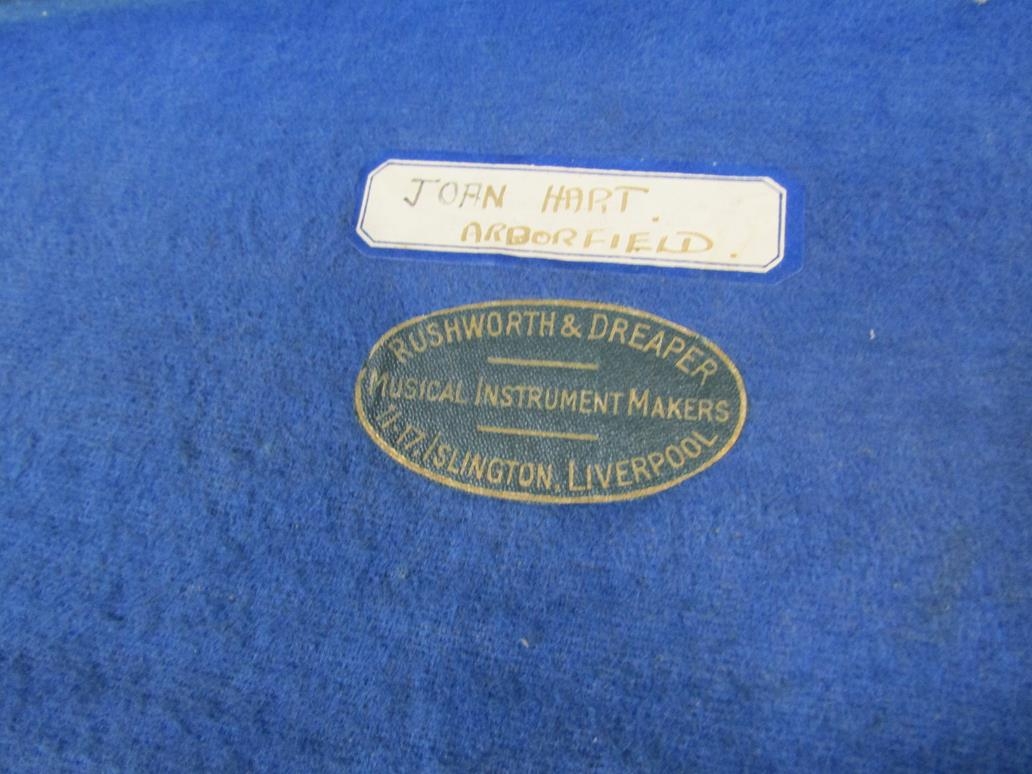 JOAN HART.
ARBORFIELD.
RUSHWORTH & DREAPER
MUSICAL INSTRUMENT MAKERS
11-17, ISLINGTON, LIVERPOOL